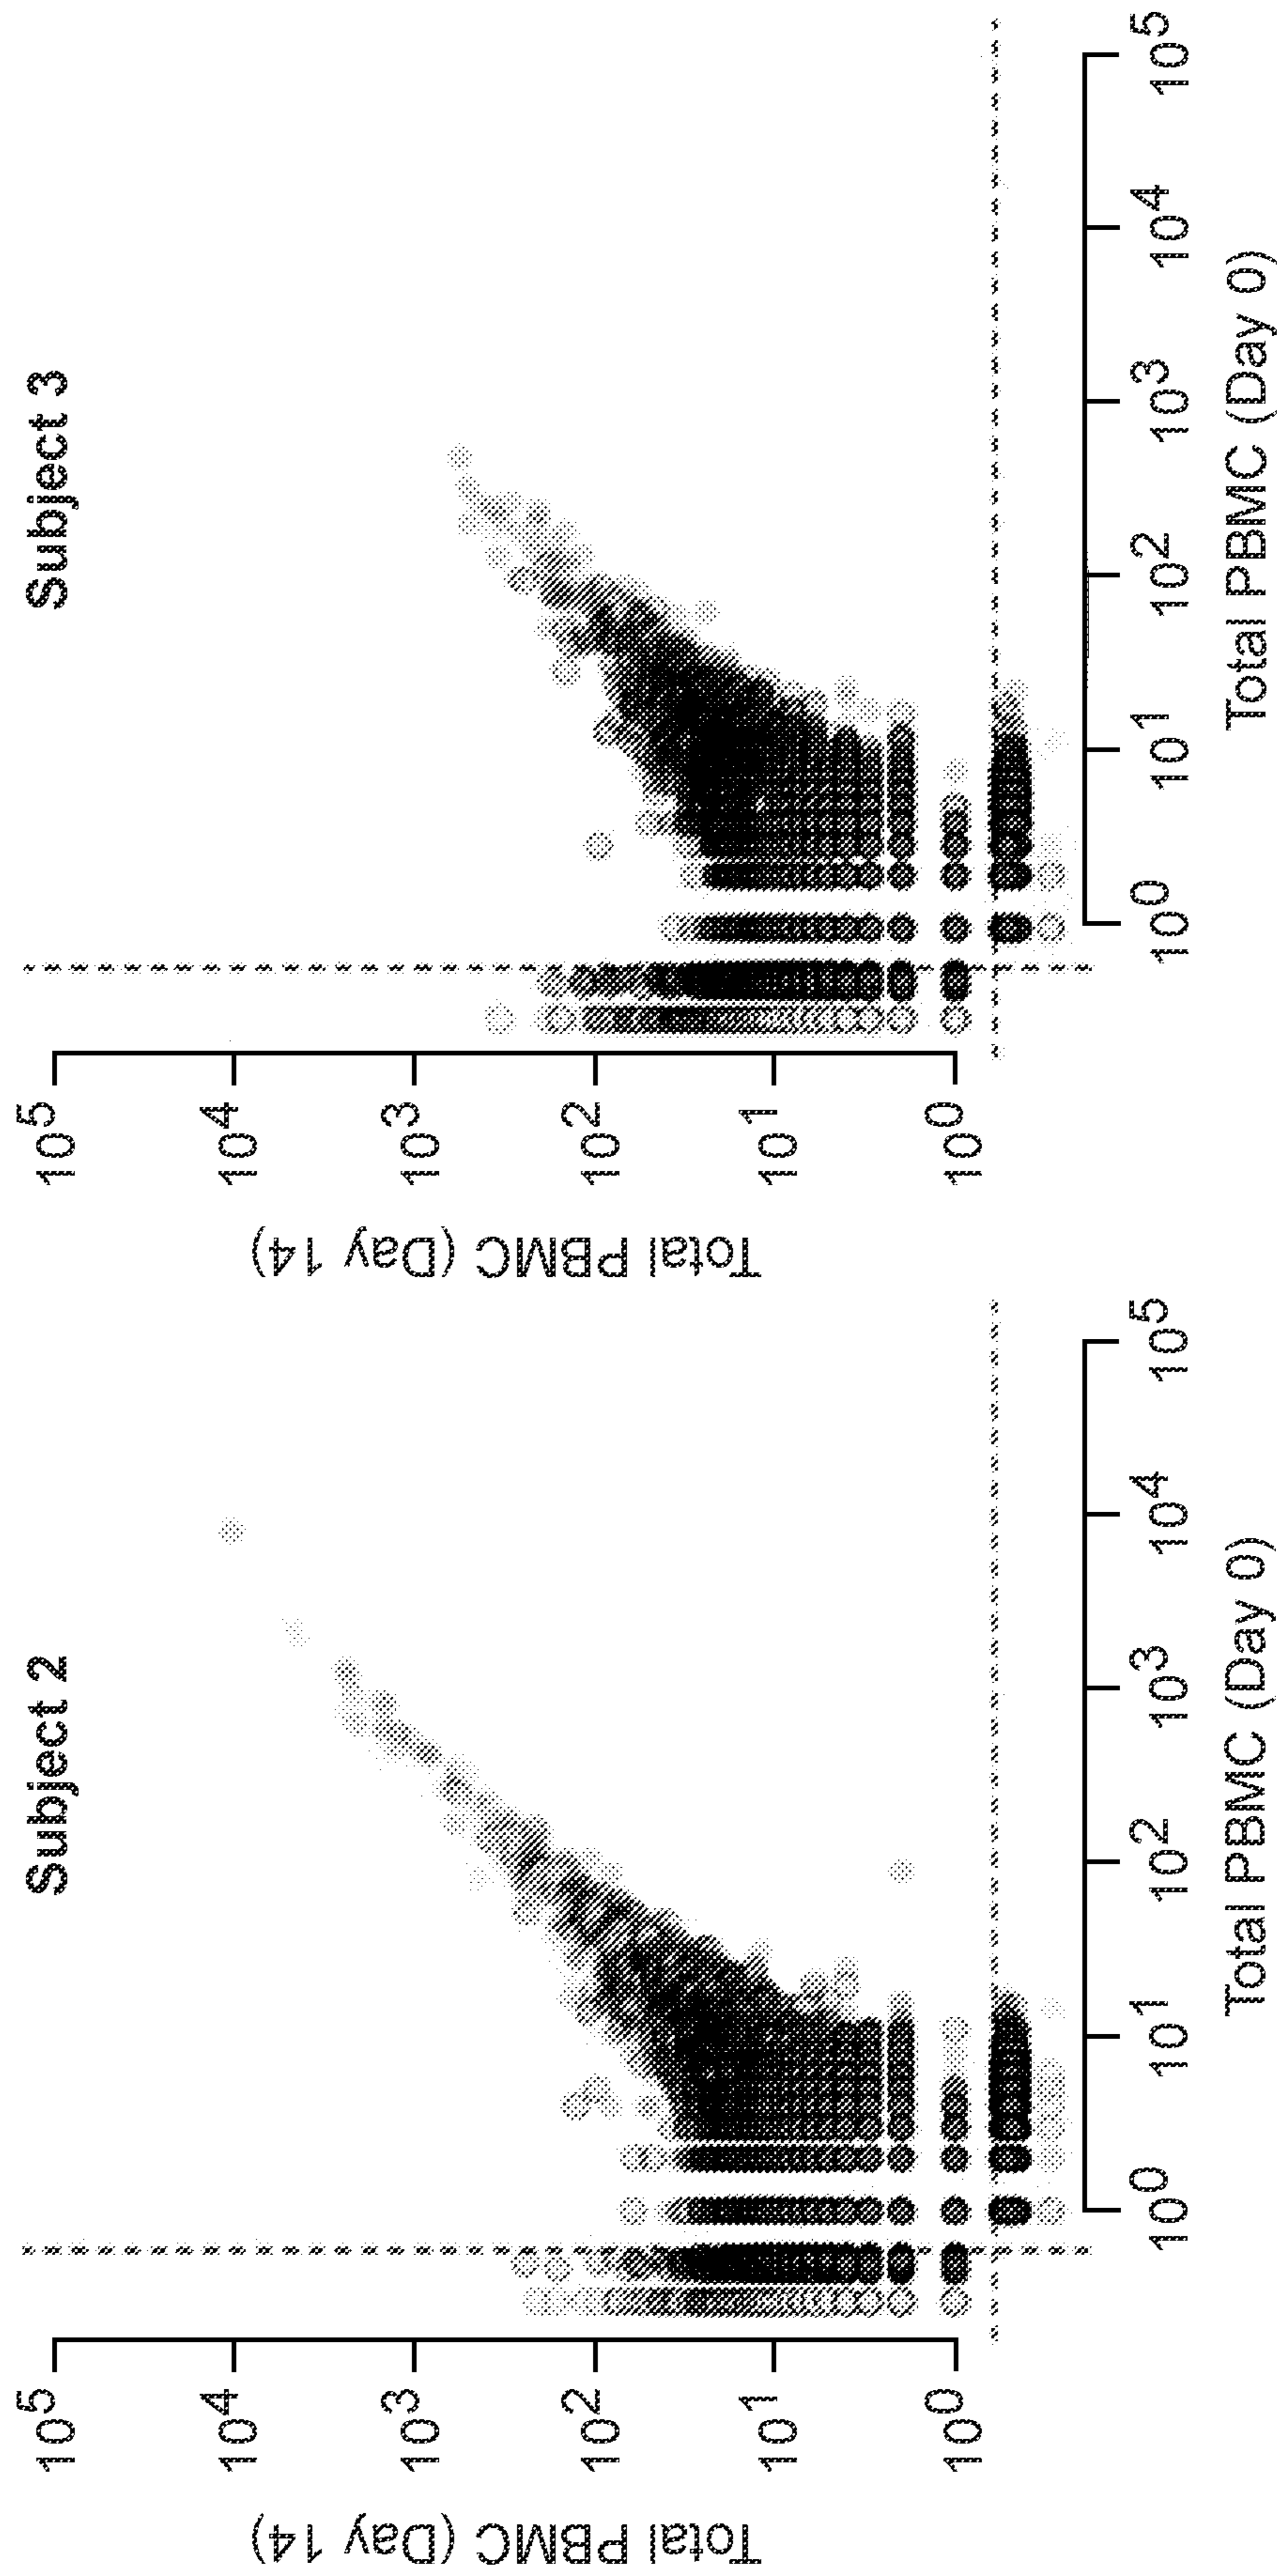 Subject 2
Total PBMC (Day 14)
10^5
10^4
10^3
10^2
10^1
10^0
10^0 10^1 10^2 10^3 10^4 10^5
Total PBMC (Day 0)
Subject 3
Total PBMC (Day 14)
10^5
10^4
10^3
10^2
10^1
10^0
10^0 10^1 10^2 10^3 10^4 10^5
Total PBMC (Day 0)